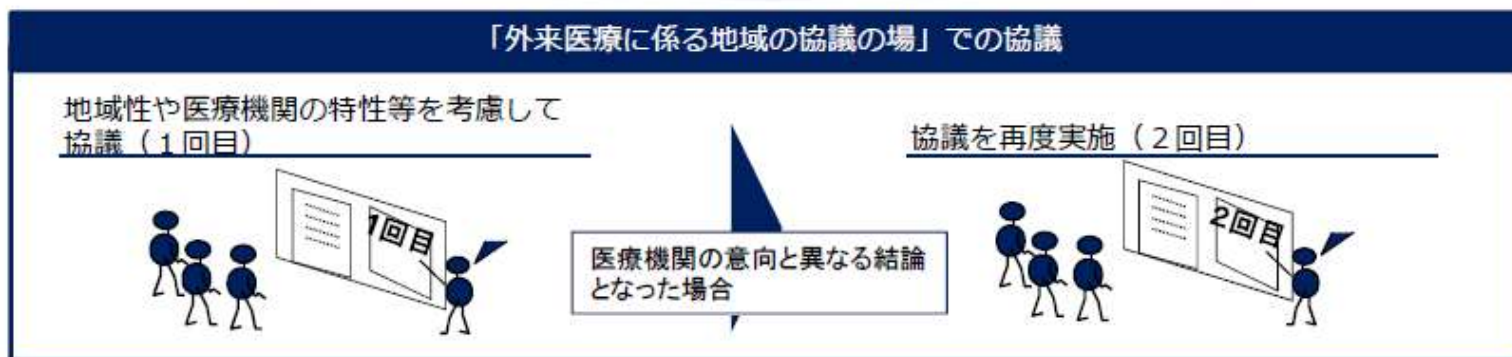 「外来医療に係る地域の協議の場」での協議
地域性や医療機関の特性等を考慮して
協議（１回目）
1回目
医療機関の意向と異なる結論
となった場合
協議を再度実施（２回目）
2回目